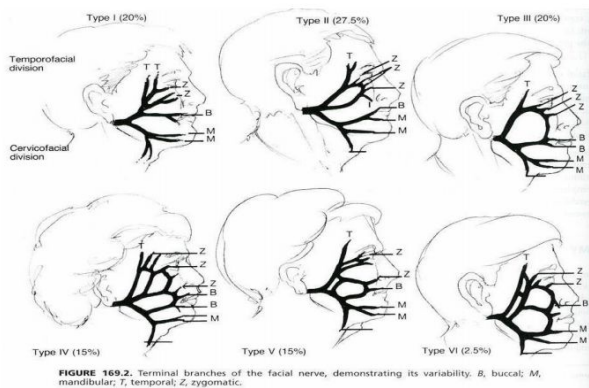 Type I (20%)
Type II (27.5%)
Type III (20%)
Temporofacial
division
T T
T Z
Z
B
M
M
Cervicofacial
division
T
Z
Z
Z
B
M
M
T
Z
Z
Z
B
B
M
M
T
Z
Z
Z
B
B
M
M
T
Z
Z
Z
B
M
M
T
Z
Z
B
M
M
Type IV (15%)
Type V (15%)
Type VI (2.5%)
FIGURE 169.2. Terminal branches of the facial nerve, demonstrating its variability. B, buccal; M,
mandibular; T, temporal; Z, zygomatic.